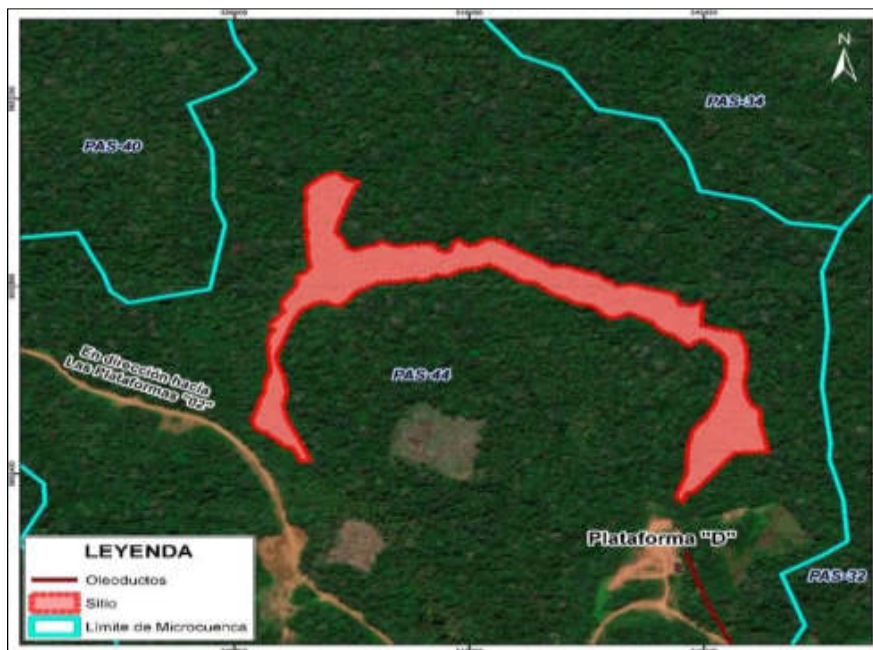 N
PAS-34
PAS-40
PAS-44
En dirección hacia
Las Plataformas "02"
Plataforma "D"
PAS-32
LEYENDA
Oleoductos
Sitio
Límite de Microcuenca